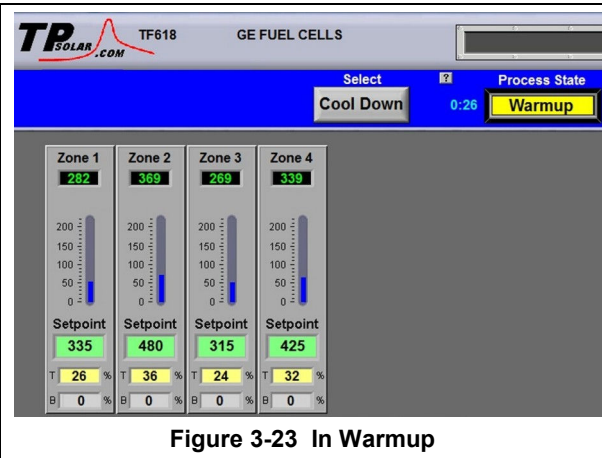 TP SOLAR .COM TF618 GE FUEL CELLS
Select ? Process State
Cool Down 0:26 Warmup
Zone 1 Zone 2 Zone 3 Zone 4
282 369 269 339
200 200 200 200
150 150 150 150
100 100 100 100
50 50 50 50
0 0 0 0
Setpoint Setpoint Setpoint Setpoint
335 480 315 425
T 26 % T 36 % T 24 % T 32 %
B 0 % B 0 % B 0 % B 0 %
Figure 3-23 In Warmup